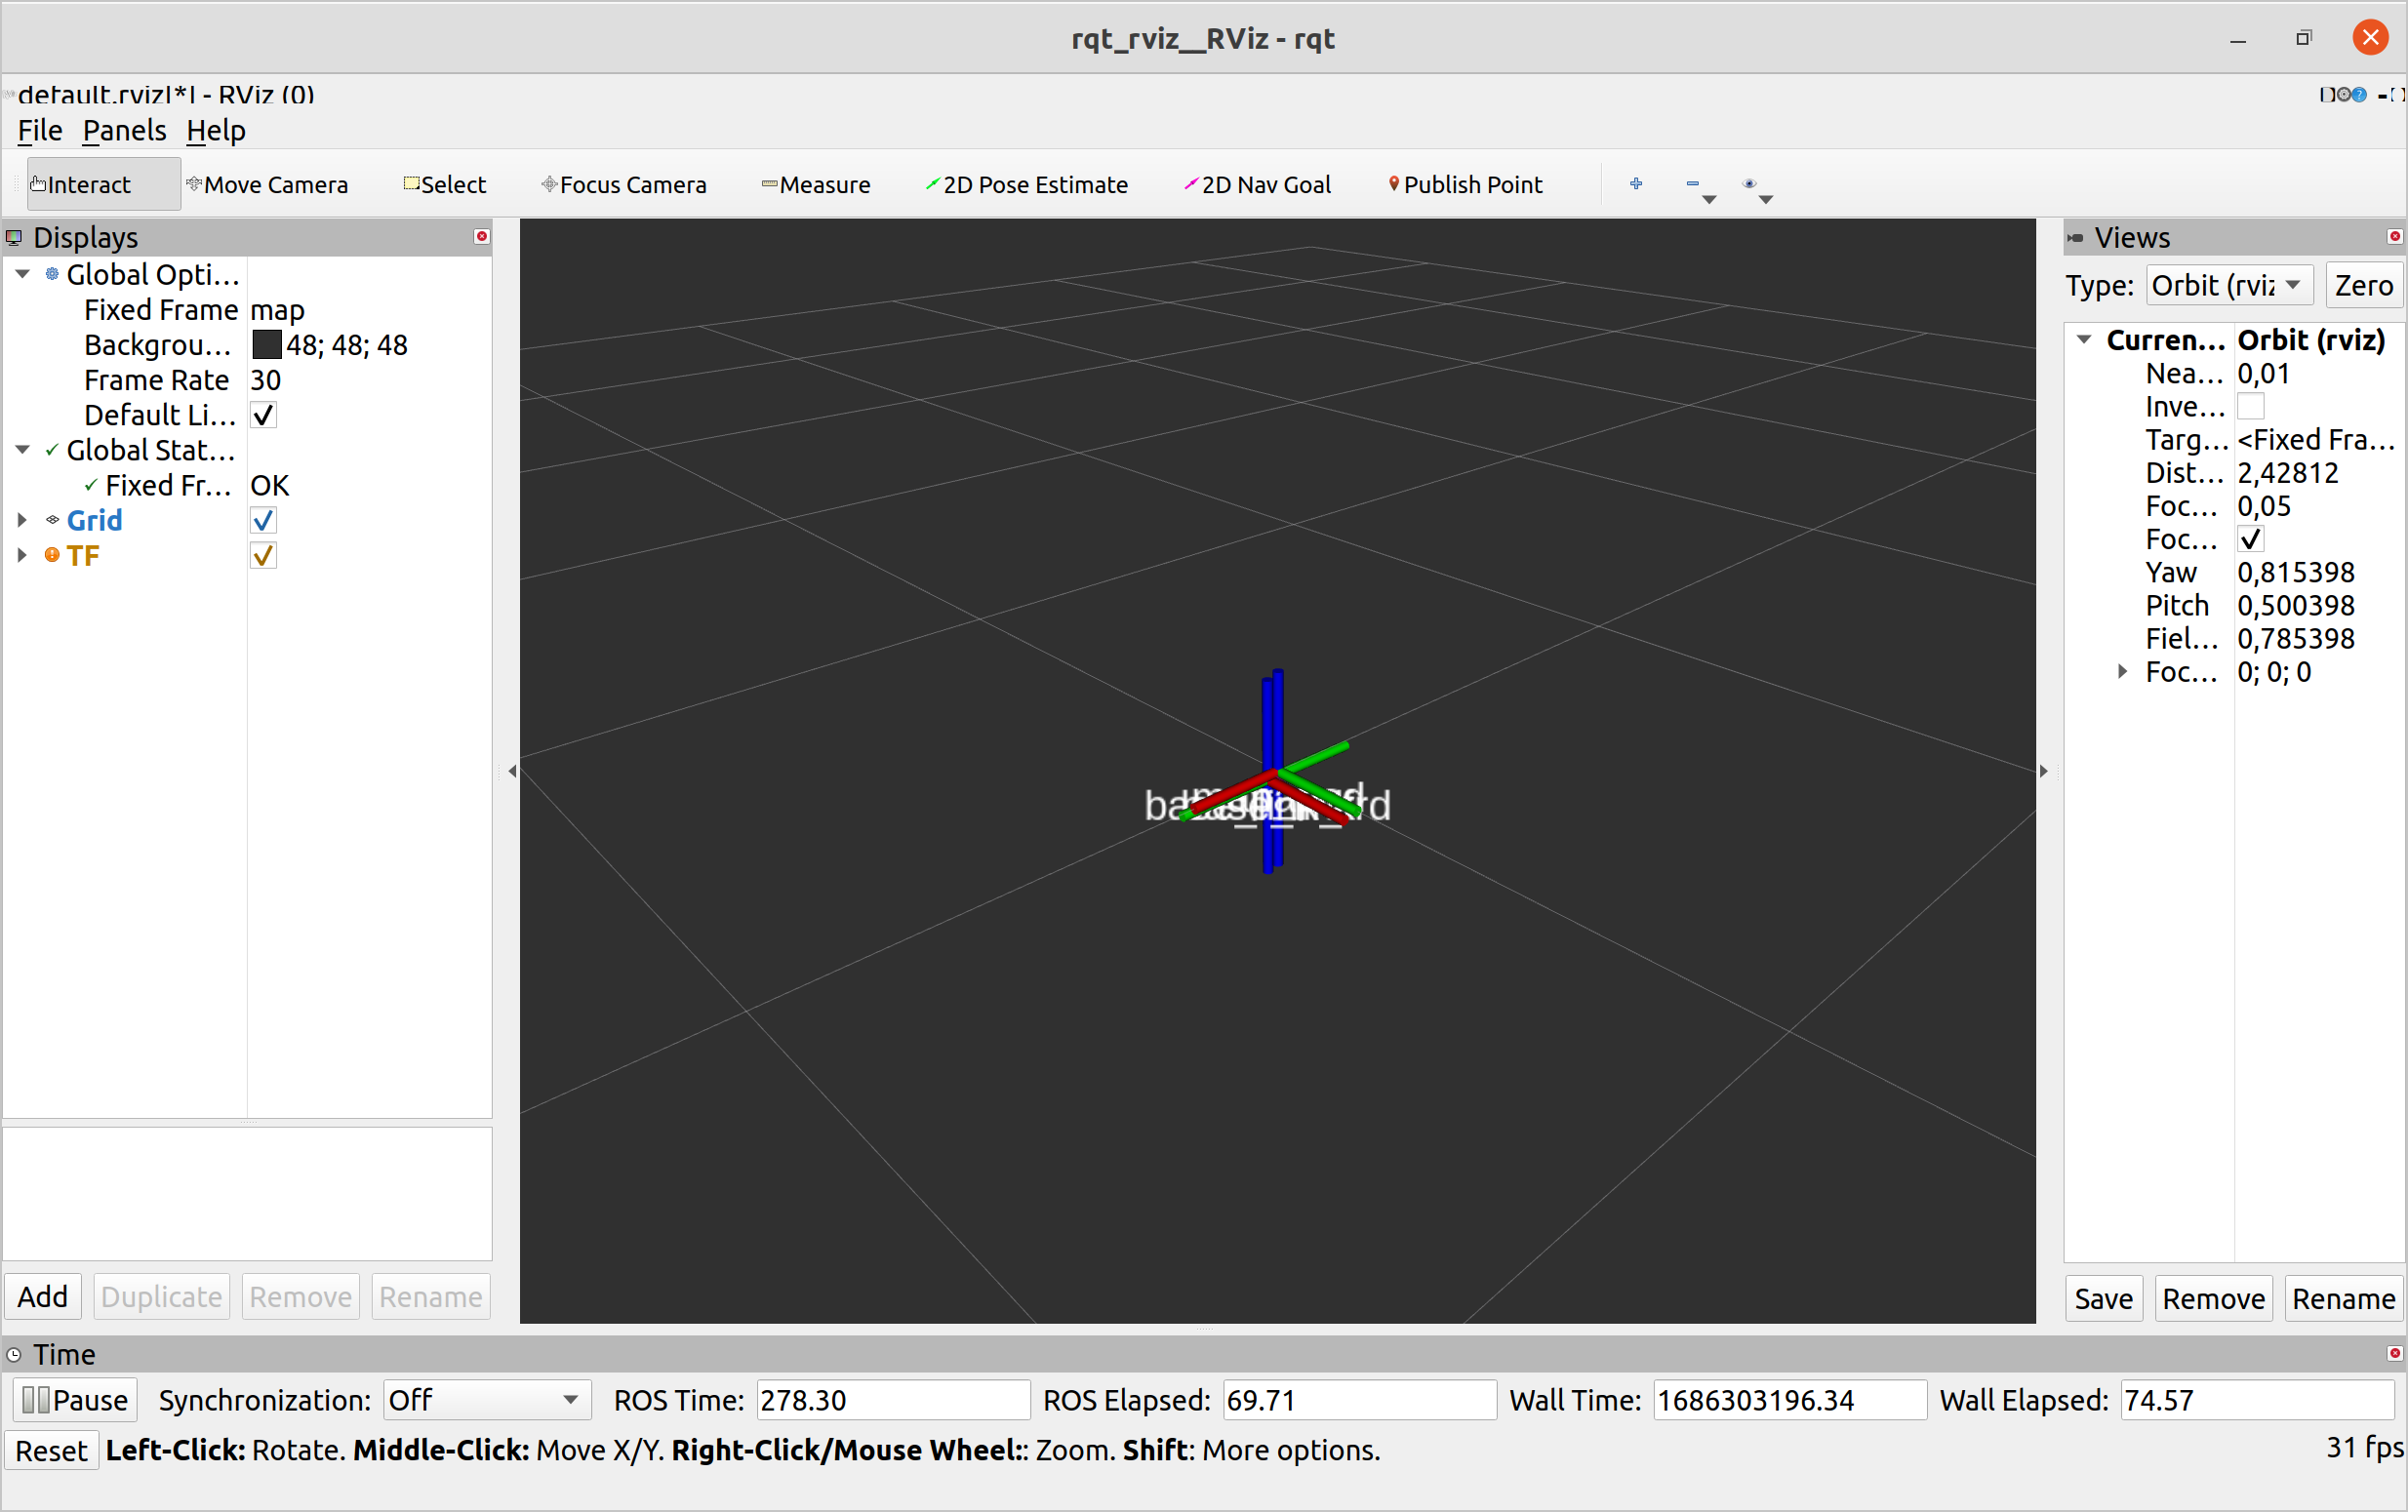 rqt_rviz__RViz - rqt
default.rviz[*] - RViz (0)
File Panels Help
Interact Move Camera Select Focus Camera Measure 2D Pose Estimate 2D Nav Goal Publish Point
Displays
Global Opti...
Fixed Frame map
Backgrou... 48; 48; 48
Frame Rate 30
Default Li...
Global Stat...
Fixed Fr... OK
Grid
TF
Add Duplicate Remove Rename
Views
Type: Orbit (rviz Zero
Curren... Orbit (rviz)
Nea... 0,01
Inve...
Targ... <Fixed Fra...
Dist... 2,42812
Foc... 0,05
Foc...
Yaw 0,815398
Pitch 0,500398
Fiel... 0,785398
Foc... 0; 0; 0
Save Remove Rename
Time
Pause Synchronization: Off ROS Time: 278.30 ROS Elapsed: 69.71 Wall Time: 1686303196.34 Wall Elapsed: 74.57
Reset Left-Click: Rotate. Middle-Click: Move X/Y. Right-Click/Mouse Wheel:: Zoom. Shift: More options. 31 fps